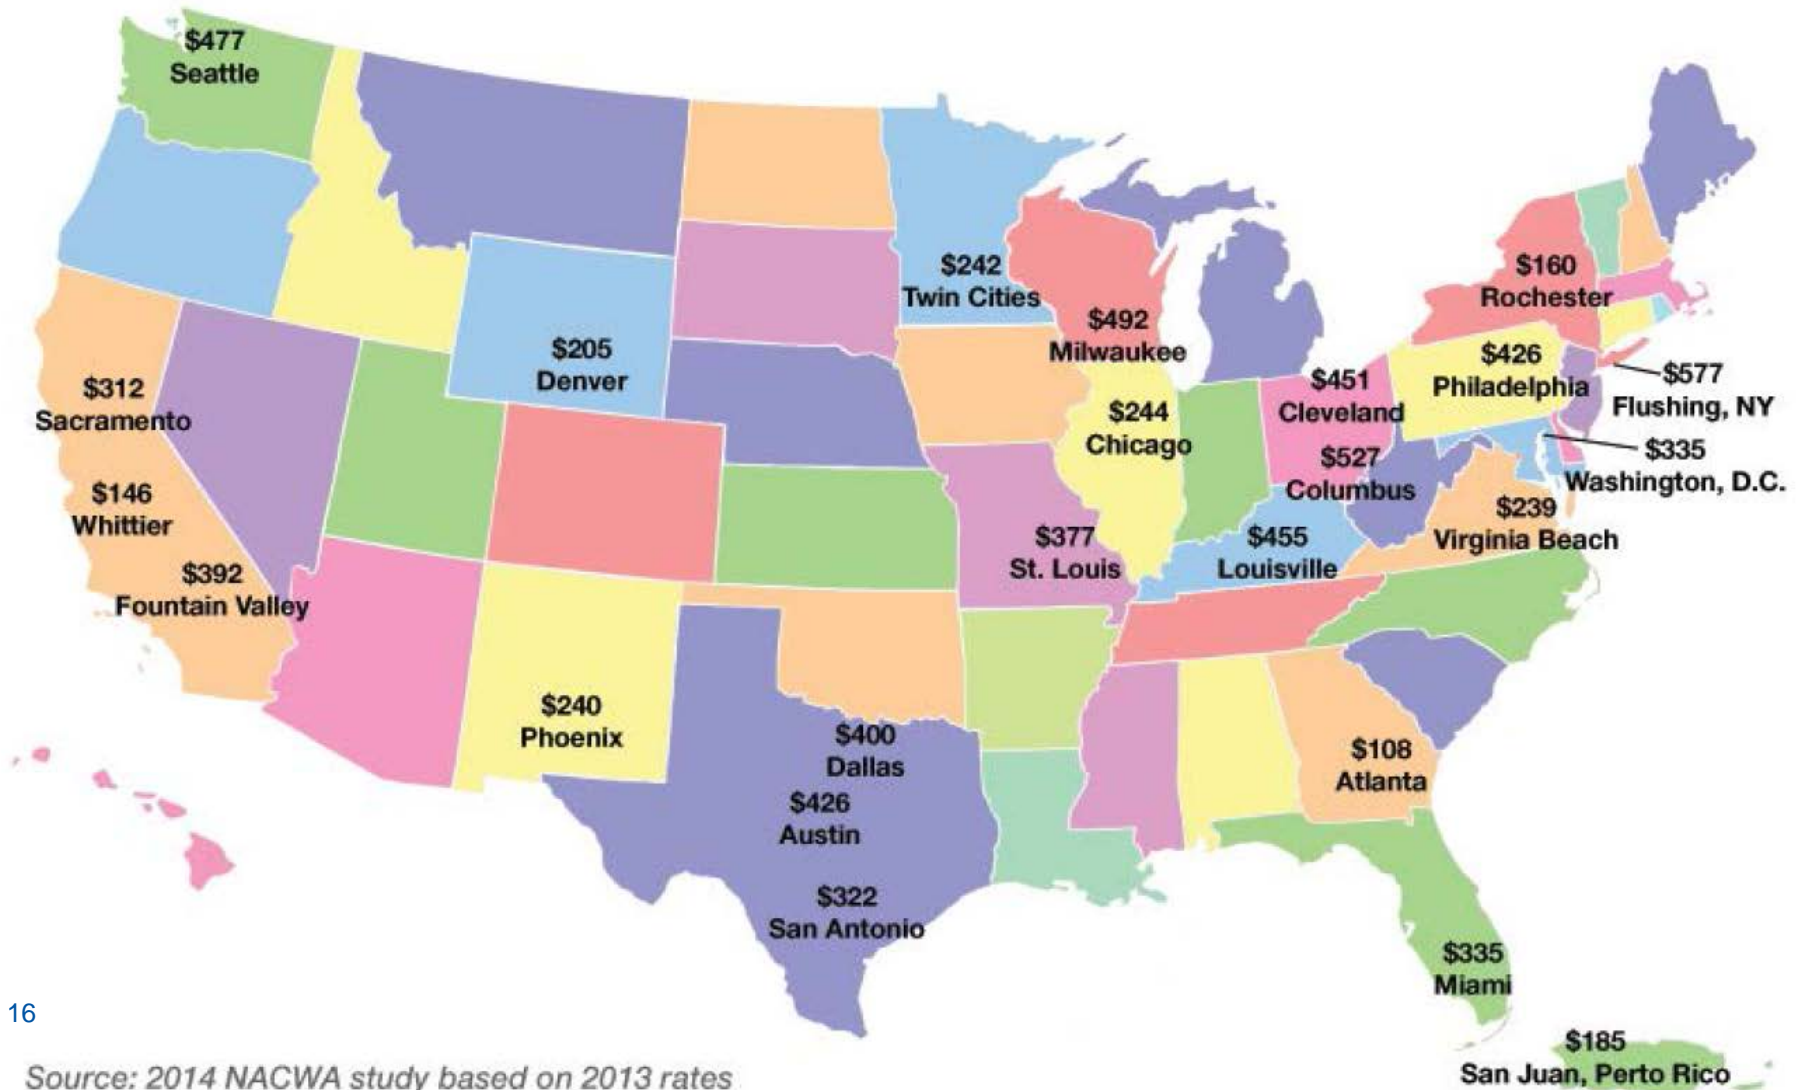 $477
Seattle
$160
Rochester
$242
Twin Cities
$492
Milwaukee
$205
Denver
$426
Philadelphia
$577
Flushing, NY
$312
Sacramento
$451
Cleveland
$244
Chicago
$335
Washington, D.C.
$527
Columbus
$146
Whittier
$239
Virginia Beach
$377
St. Louis
$455
Louisville
$392
Fountain Valley
$240
Phoenix
$400
Dallas
$108
Atlanta
$426
Austin
$322
San Antonio
$335
Miami
16
$185
San Juan, Perto Rico
Source: 2014 NACWA study based on 2013 rates